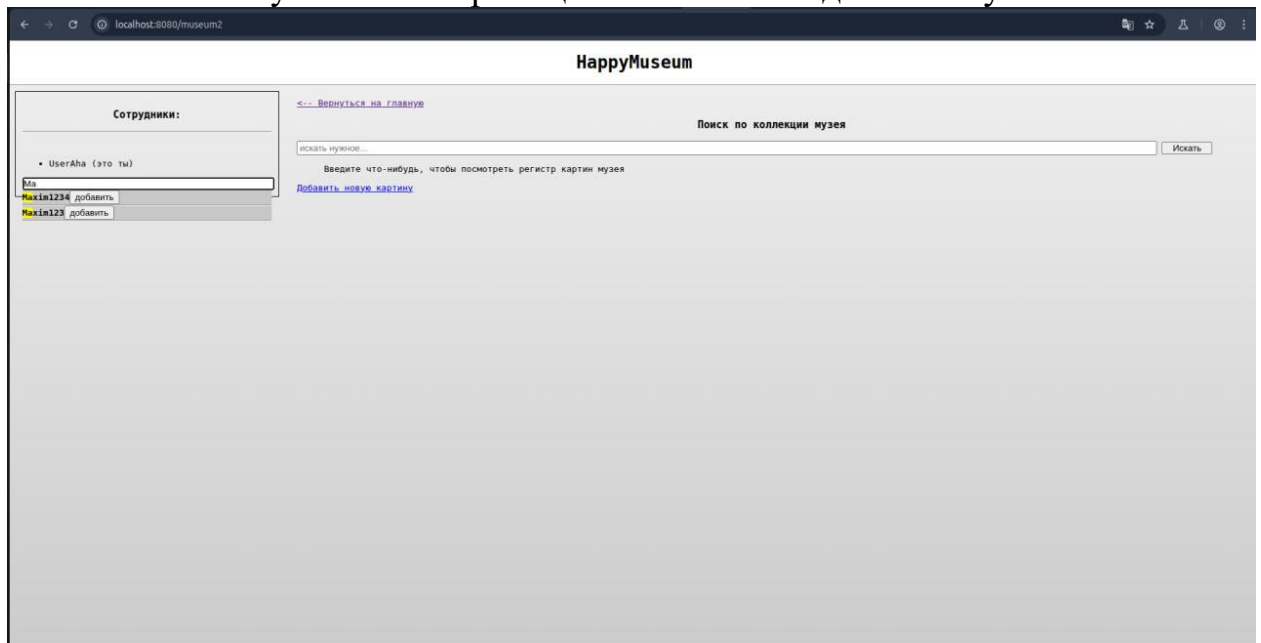 localhost:8080/museum2
HappyMuseum
Сотрудники:
• UserAha (это ты)
Ma
Maxim1234 добавить
Maxim123 добавить
<-- Вернуться на главную
Поиск по коллекции музея
искать нужное...
Искать
Введите что-нибудь, чтобы посмотреть регистр картин музея
Добавить новую картину